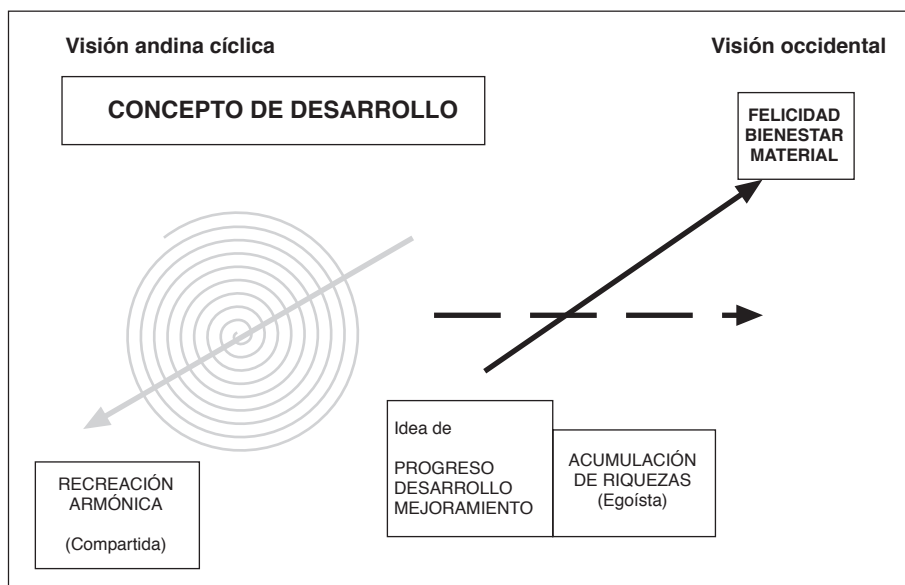 Visión andina cíclica
Visión occidental
CONCEPTO DE DESARROLLO
FELICIDAD
BIENESTAR
MATERIAL
RECREACIÓN
ARMÓNICA
(Compartida)
Idea de
PROGRESO
DESARROLLO
MEJORAMIENTO
ACUMULACIÓN
DE RIQUEZAS
(Egoísta)